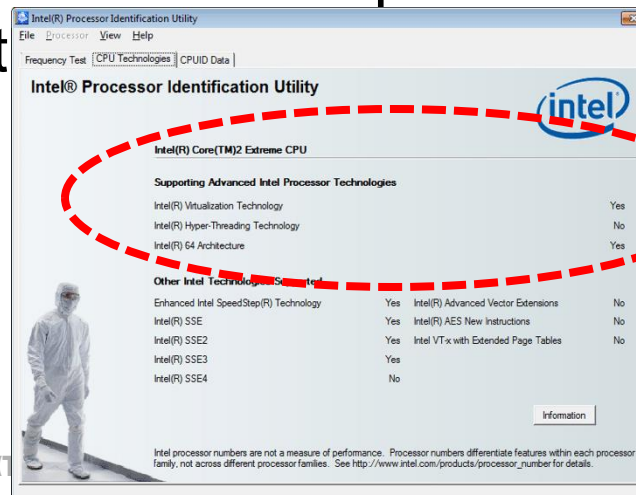 Intel(R) Processor Identification Utility
File Processor View Help
Frequency Test CPU Technologies CPUID Data
Intel® Processor Identification Utility
intel
Intel(R) Core(TM)2 Extreme CPU
Supporting Advanced Intel Processor Technologies
Intel(R) Virtualization Technology Yes
Intel(R) Hyper-Threading Technology No
Intel(R) 64 Architecture Yes
Other Intel Technologies Supported
Enhanced Intel SpeedStep(R) Technology Yes Intel(R) Advanced Vector Extensions No
Intel(R) SSE Yes Intel(R) AES New Instructions No
Intel(R) SSE2 Yes Intel VT-x with Extended Page Tables No
Intel(R) SSE3 Yes
Intel(R) SSE4 No
Information
Intel processor numbers are not a measure of performance. Processor numbers differentiate features within each processor
family, not across different processor families. See http://www.intel.com/products/processor_number for details.